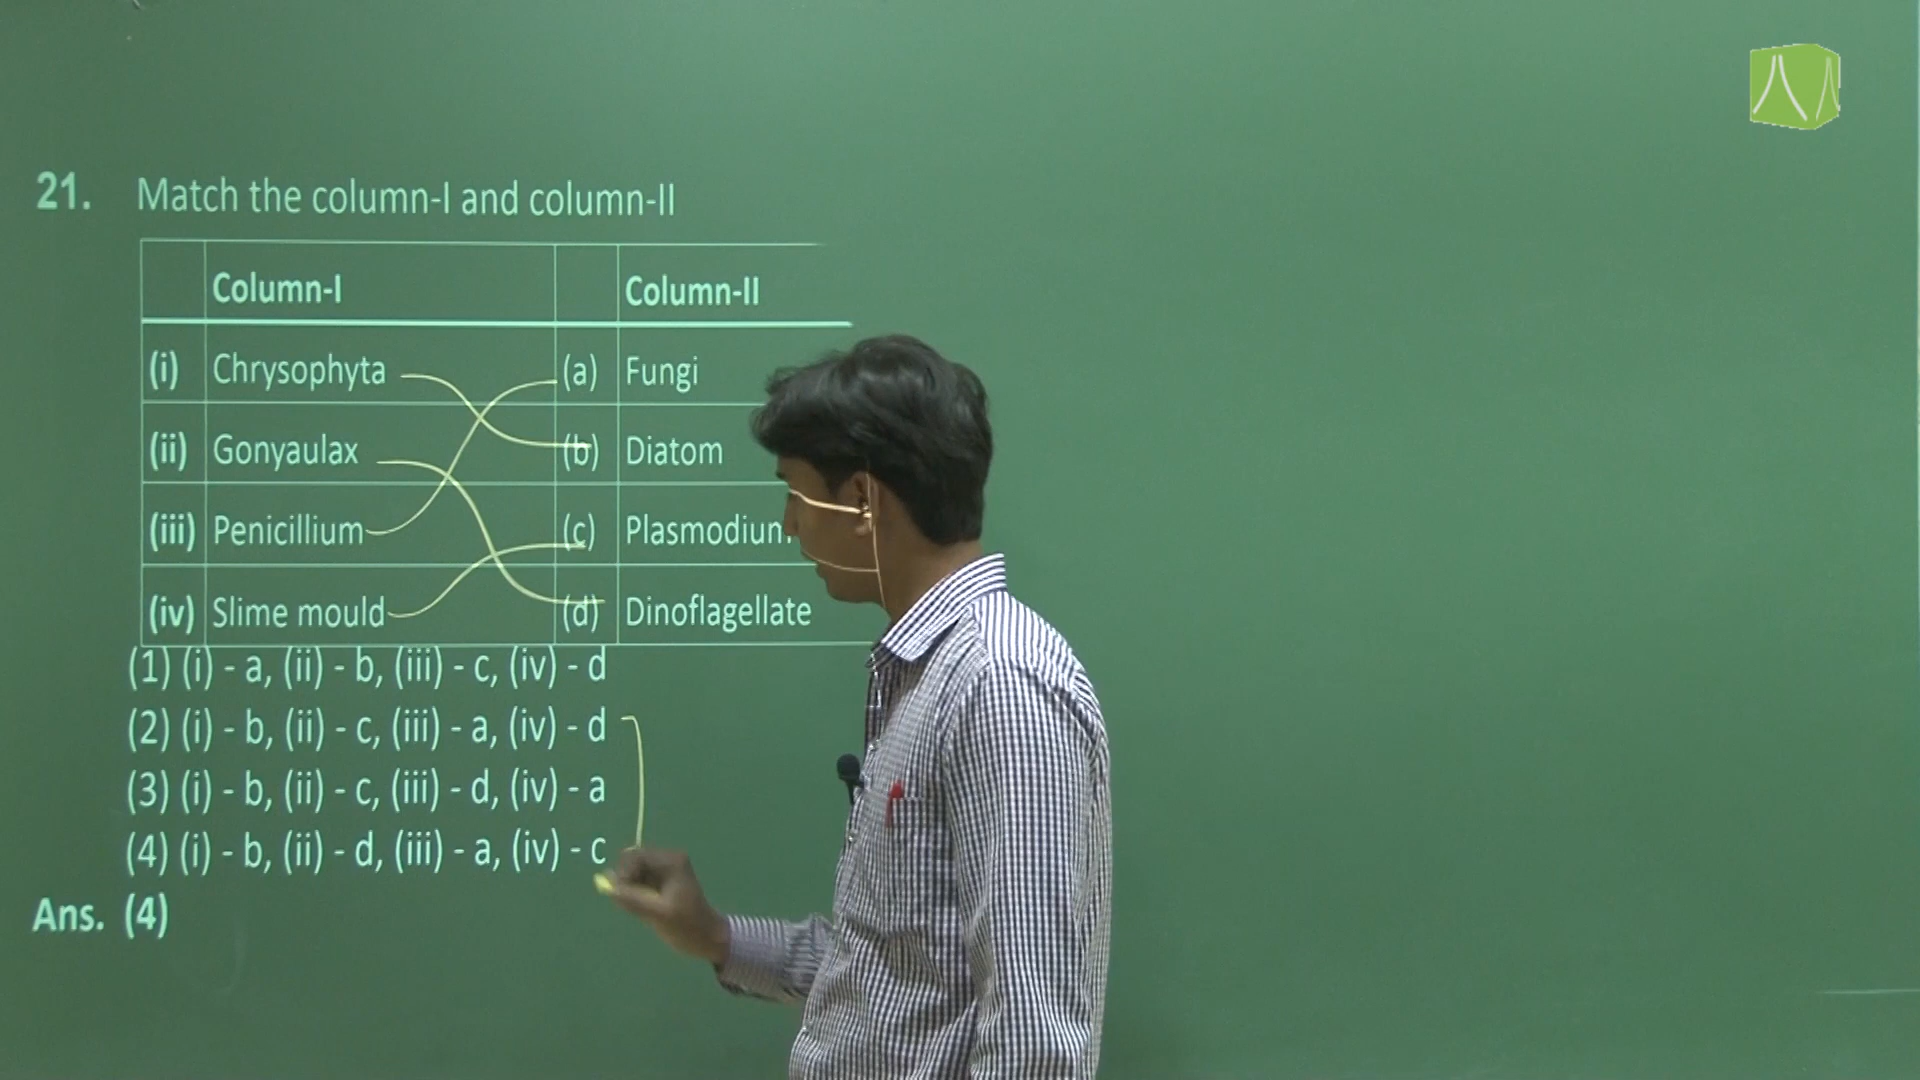 21. Match the column-I and column-II
Column-I Column-II
(i) Chrysophyta (a) Fungi
(ii) Gonyaulax (b) Diatom
(iii) Penicillium (c) Plasmodium
(iv) Slime mould (d) Dinoflagellate
(1) (i) - a, (ii) - b, (iii) - c, (iv) - d
(2) (i) - b, (ii) - c, (iii) - a, (iv) - d
(3) (i) - b, (ii) - c, (iii) - d, (iv) - a
(4) (i) - b, (ii) - d, (iii) - a, (iv) - c
Ans. (4)